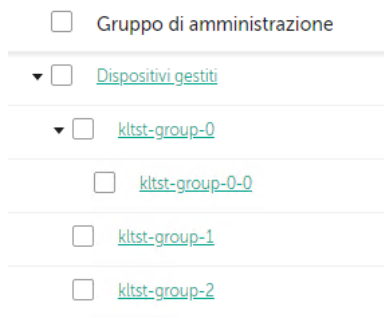 Gruppo di amministrazione
Dispositivi gestiti
kltst-group-0
kltst-group-0-0
kltst-group-1
kltst-group-2